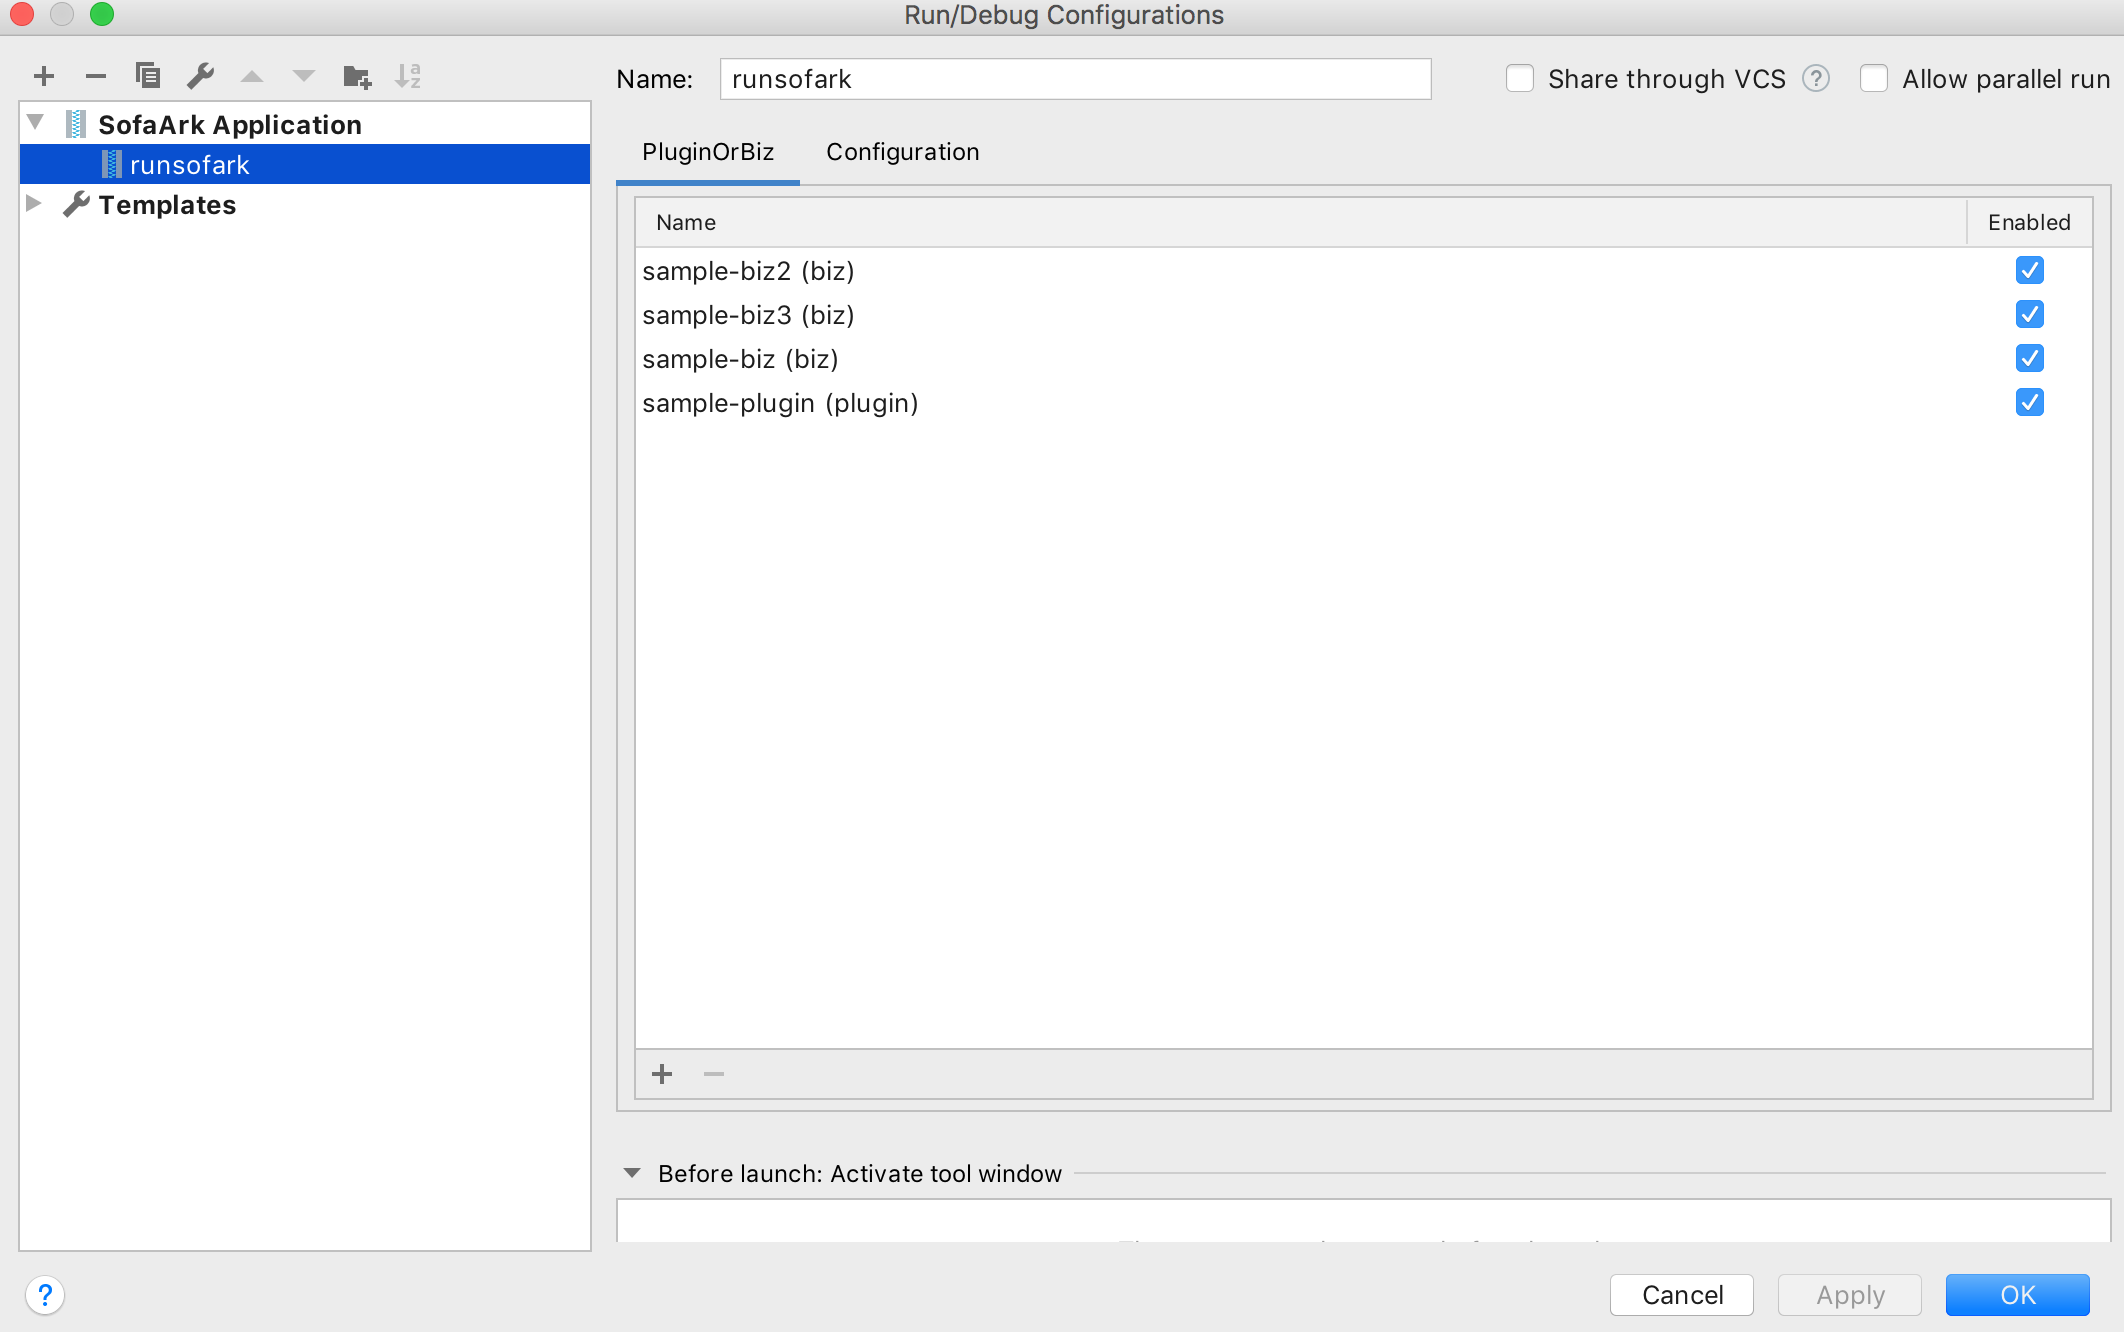 Run/Debug Configurations
Name: runsofark
Share through VCS ? Allow parallel run
SofaArk Application
runsofark
Templates
PluginOrBiz Configuration
Name Enabled
sample-biz2 (biz)
sample-biz3 (biz)
sample-biz (biz)
sample-plugin (plugin)
Before launch: Activate tool window
? Cancel Apply OK